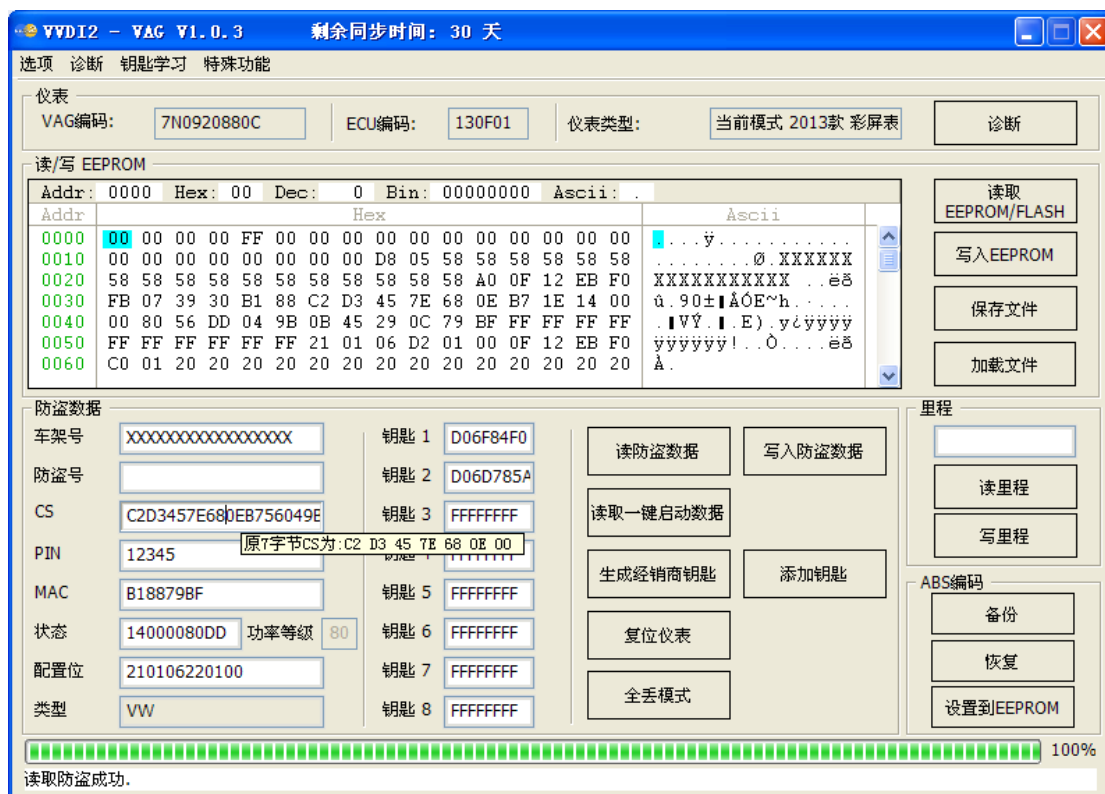 VVDI2 - VAG V1.0.3 剩余同步时间: 30 天
选项 诊断 钥匙学习 特殊功能
仪表
VAG编码: 7N0920880C ECU编码: 130F01 仪表类型: 当前模式 2013款 彩屏表 诊断
读/写 EEPROM
Addr: 0000 Hex: 00 Dec: 0 Bin: 00000000 Ascii: .
Addr Hex Ascii
0000 00 00 00 00 FF 00 00 00 00 00 00 00 00 00 00 00 ....ÿ...........
0010 00 00 00 00 00 00 00 00 D8 05 58 58 58 58 58 58 ........Ø.XXXXXX
0020 58 58 58 58 58 58 58 58 58 58 58 A0 0F 12 EB F0 XXXXXXXXXXX ..ëð
0030 FB 07 39 30 B1 88 C2 D3 45 7E 68 0E B7 1E 14 00 û.90±▮ÂÓE~h.·...
0040 00 80 56 DD 04 9B 0B 45 29 0C 79 BF FF FF FF FF .▮VÝ.▮.E).y¿ÿÿÿÿ
0050 FF FF FF FF FF FF 21 01 06 D2 01 00 0F 12 EB F0 ÿÿÿÿÿÿ!..Ò....ëð
0060 C0 01 20 20 20 20 20 20 20 20 20 20 20 20 20 20 À.
读取
EEPROM/FLASH
写入EEPROM
保存文件
加载文件
防盗数据
车架号 XXXXXXXXXXXXXXXXX 钥匙 1 D06F84F0
防盗号 钥匙 2 D06D785A
CS C2D3457E680EB756049B 钥匙 3 FFFFFFFF
原7字节CS为:C2 D3 45 7E 68 0E 00
PIN 12345
MAC B18879BF 钥匙 5 FFFFFFFF
状态 14000080DD 功率等级 80 钥匙 6 FFFFFFFF
配置位 210106220100 钥匙 7 FFFFFFFF
类型 VW 钥匙 8 FFFFFFFF
读防盗数据 写入防盗数据
读取一键启动数据
生成经销商钥匙 添加钥匙
复位仪表
全丢模式
里程
读里程
写里程
ABS编码
备份
恢复
设置到EEPROM
100%
读取防盗成功.